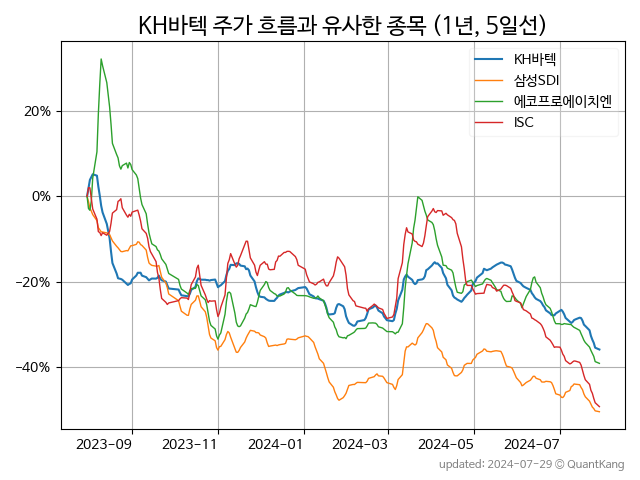 KH바텍 주가 흐름과 유사한 종목 (1년, 5일선)
KH바텍
삼성SDI
에코프로에이치엔
ISC
20%
0%
−20%
−40%
2023-09 2023-11 2024-01 2024-03 2024-05 2024-07
updated: 2024-07-29 © QuantKang